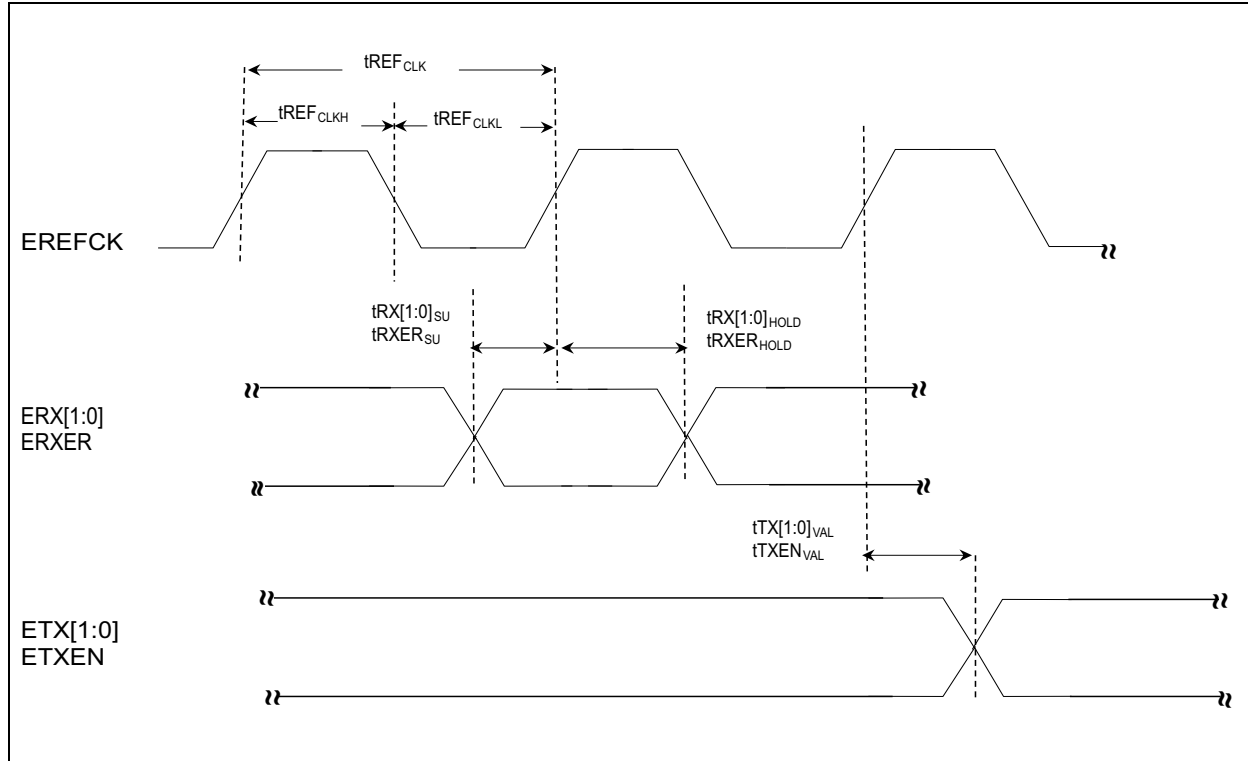 tREFCLK
tREFCLKH
tREFCLKL
EREFCK
tRX[1:0]SU
tRXERSU
tRX[1:0]HOLD
tRXERHOLD
ERX[1:0]
ERXER
tTX[1:0]VAL
tTXENVAL
ETX[1:0]
ETXEN